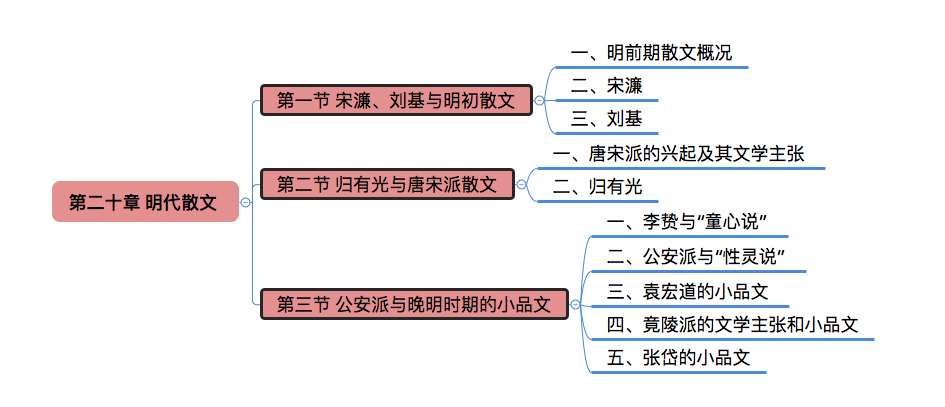 第二十章 明代散文
第一节 宋濂、刘基与明初散文
一、明前期散文概况
二、宋濂
三、刘基
第二节 归有光与唐宋派散文
一、唐宋派的兴起及其文学主张
二、归有光
第三节 公安派与晚明时期的小品文
一、李贽与“童心说”
二、公安派与“性灵说”
三、袁宏道的小品文
四、竟陵派的文学主张和小品文
五、张岱的小品文